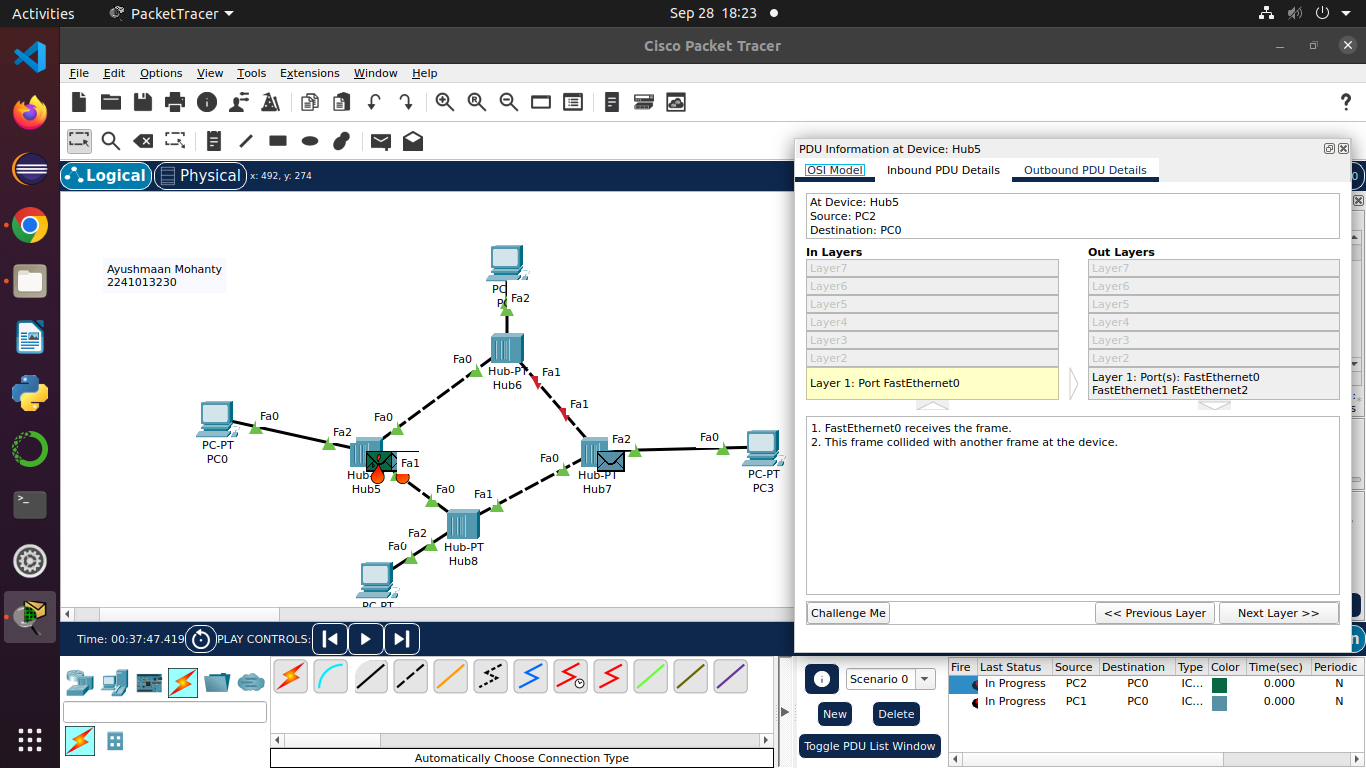 Activities
PacketTracer
Sep 28 18:23
Cisco Packet Tracer
File Edit Options View Tools Extensions Window Help
?
Logical
Physical
x: 492, y: 274
Ayushmaan Mohanty
2241013230
PC
Fa2
Fa0
Hub-PT
Hub6
Fa1
Fa1
Fa0
Fa0
Fa2
PC-PT
PC0
Hub-
Hub5
Fa1
Fa0
Fa2
Fa0
Hub-PT
Hub7
PC-PT
PC3
Fa0
Fa1
Hub-PT
Hub8
Fa2
Fa0
PC-PT
PDU Information at Device: Hub5
OSI Model
Inbound PDU Details
Outbound PDU Details
At Device: Hub5
Source: PC2
Destination: PC0
In Layers
Layer7
Layer6
Layer5
Layer4
Layer3
Layer2
Layer 1: Port FastEthernet0
Out Layers
Layer7
Layer6
Layer5
Layer4
Layer3
Layer2
Layer 1: Port(s): FastEthernet0
FastEthernet1 FastEthernet2
1. FastEthernet0 receives the frame.
2. This frame collided with another frame at the device.
Challenge Me
<< Previous Layer
Next Layer >>
Time: 00:37:47.419
PLAY CONTROLS:
Automatically Choose Connection Type
Scenario 0
New
Delete
Toggle PDU List Window
Fire Last Status Source Destination Type Color Time(sec) Periodic
In Progress PC2 PC0 IC... 0.000 N
In Progress PC1 PC0 IC... 0.000 N